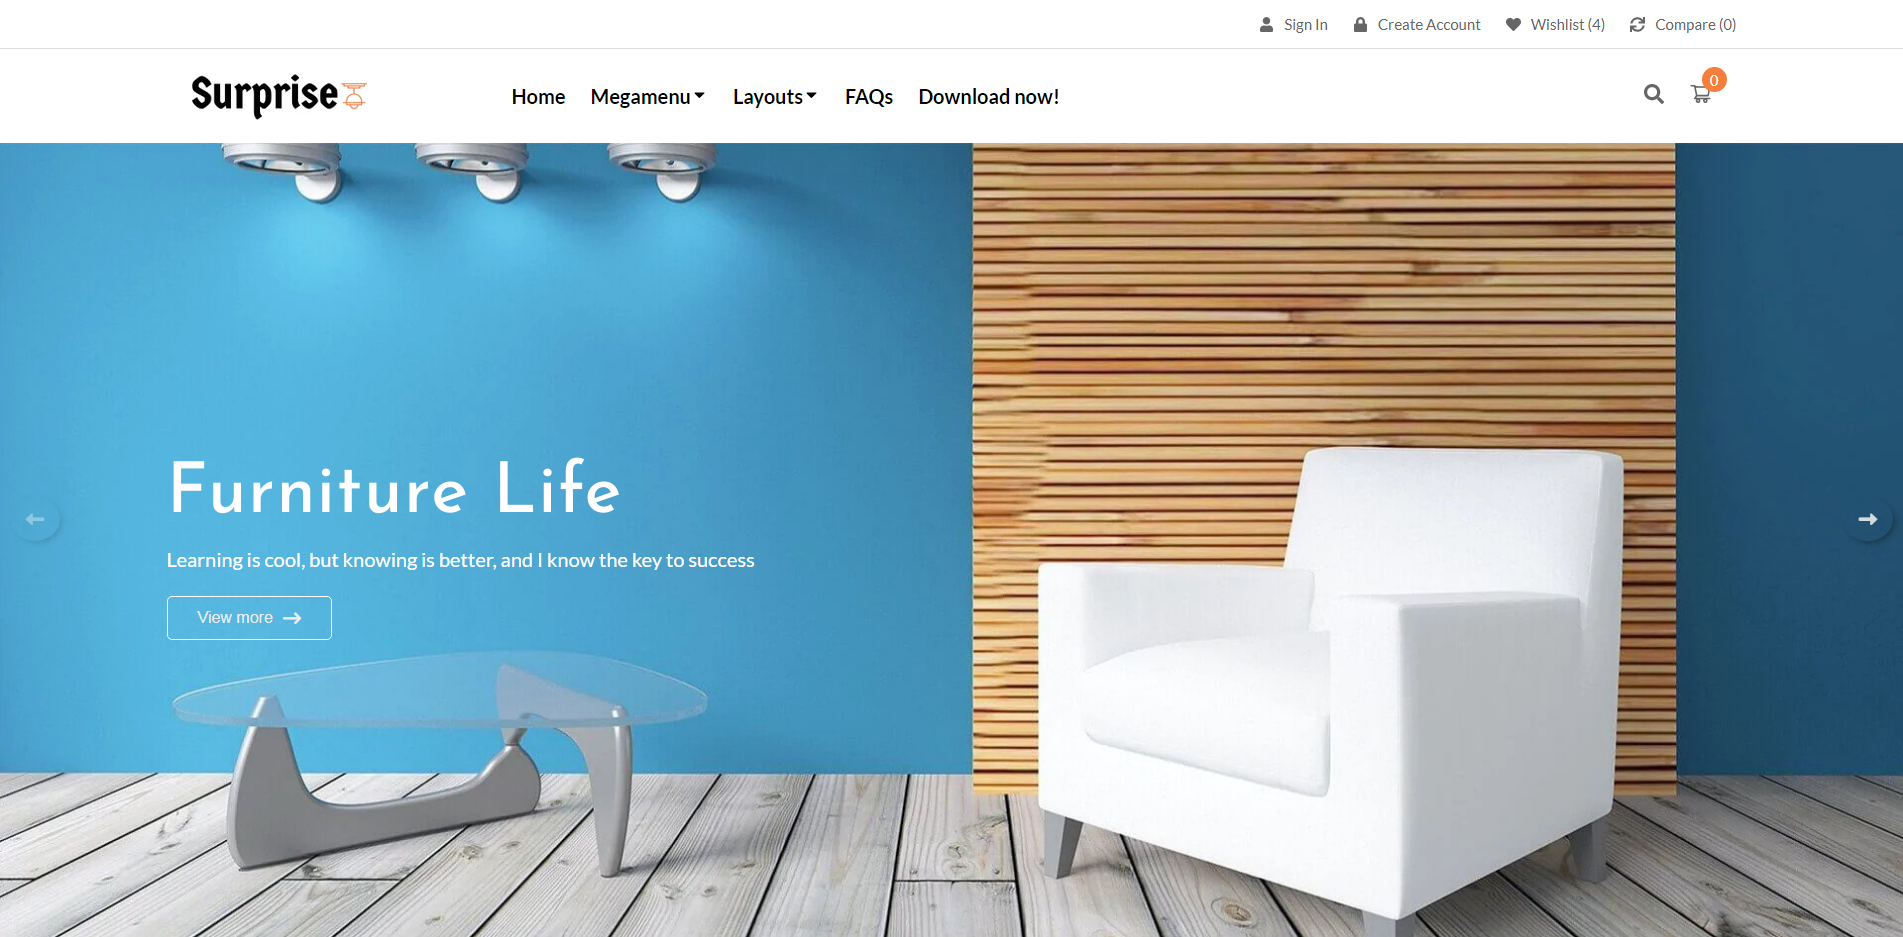 Sign In Create Account Wishlist (4) Compare (0)
Surprise Home Megamenu Layouts FAQs Download now! 0
Furniture Life
Learning is cool, but knowing is better, and I know the key to success
View more